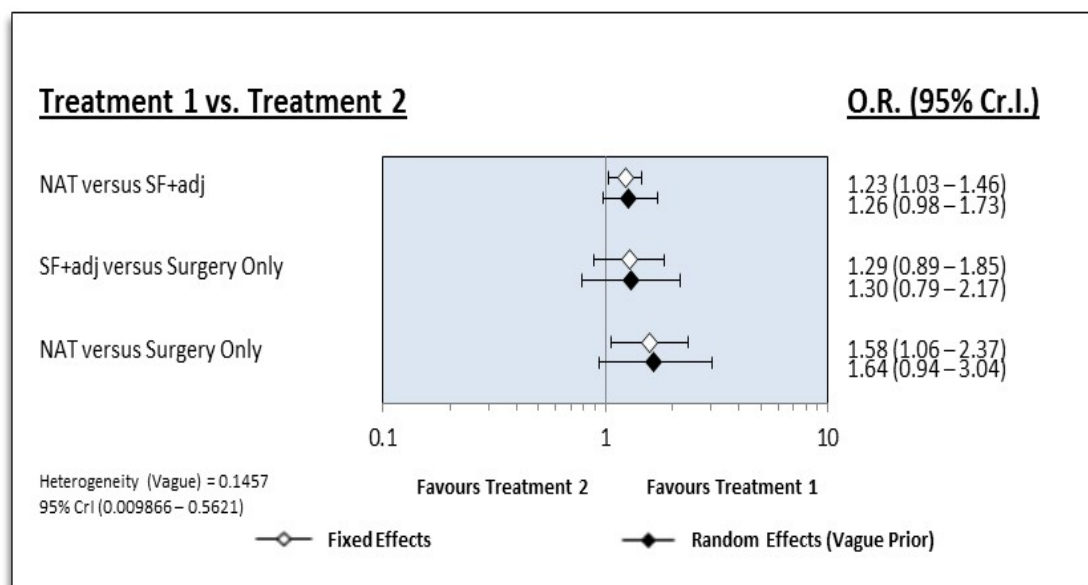 Treatment 1 vs. Treatment 2
O.R. (95% Cr.I.)
NAT versus SF+adj
1.23 (1.03 – 1.46)
1.26 (0.98 – 1.73)
SF+adj versus Surgery Only
1.29 (0.89 – 1.85)
1.30 (0.79 – 2.17)
NAT versus Surgery Only
1.58 (1.06 – 2.37)
1.64 (0.94 – 3.04)
0.1 1 10
Heterogeneity (Vague) = 0.1457
95% CrI (0.009866 – 0.5621)
Favours Treatment 2 Favours Treatment 1
Fixed Effects Random Effects (Vague Prior)